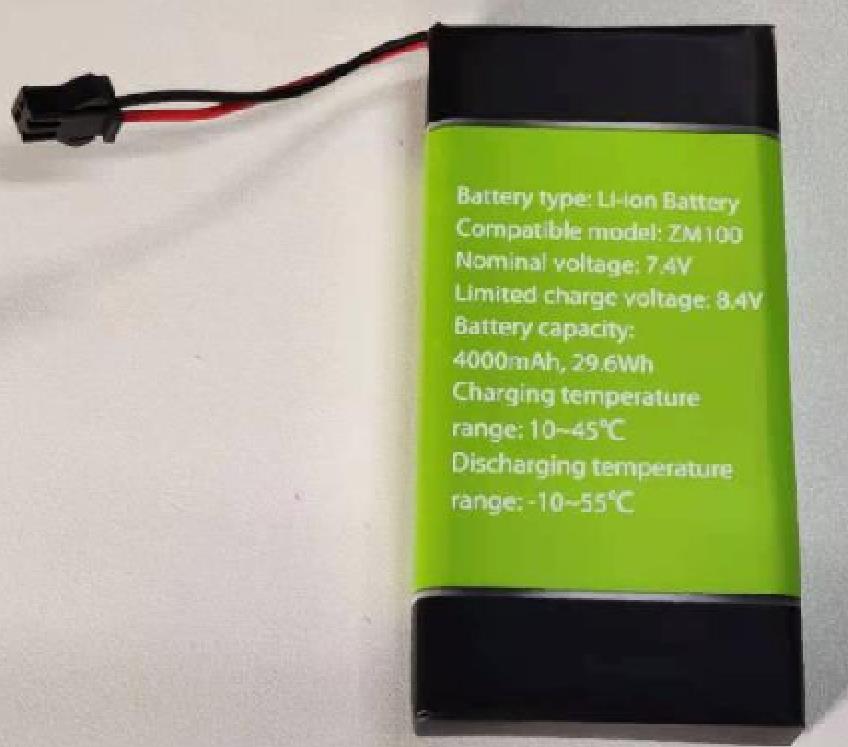 Battery type: Li-ion Battery
Compatible model: ZM100
Nominal voltage: 7.4V
Limited charge voltage: 8.4V
Battery capacity:
4000mAh, 29.6Wh
Charging temperature
range: 10~45℃
Discharging temperature
range: -10~55℃